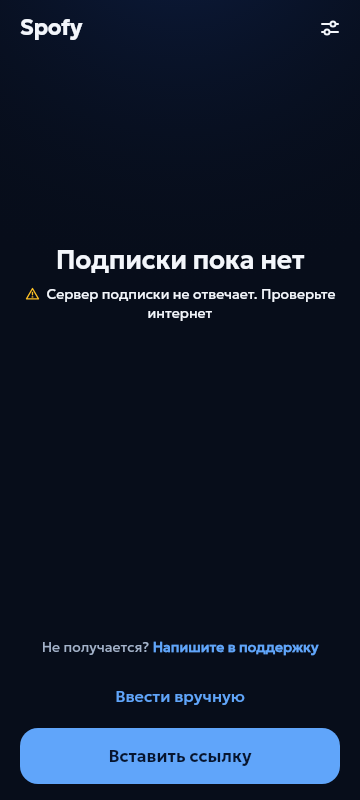 Spofy
Подписки пока нет
Сервер подписки не отвечает. Проверьте
интернет
Не получается? Напишите в поддержку
Ввести вручную
Вставить ссылку